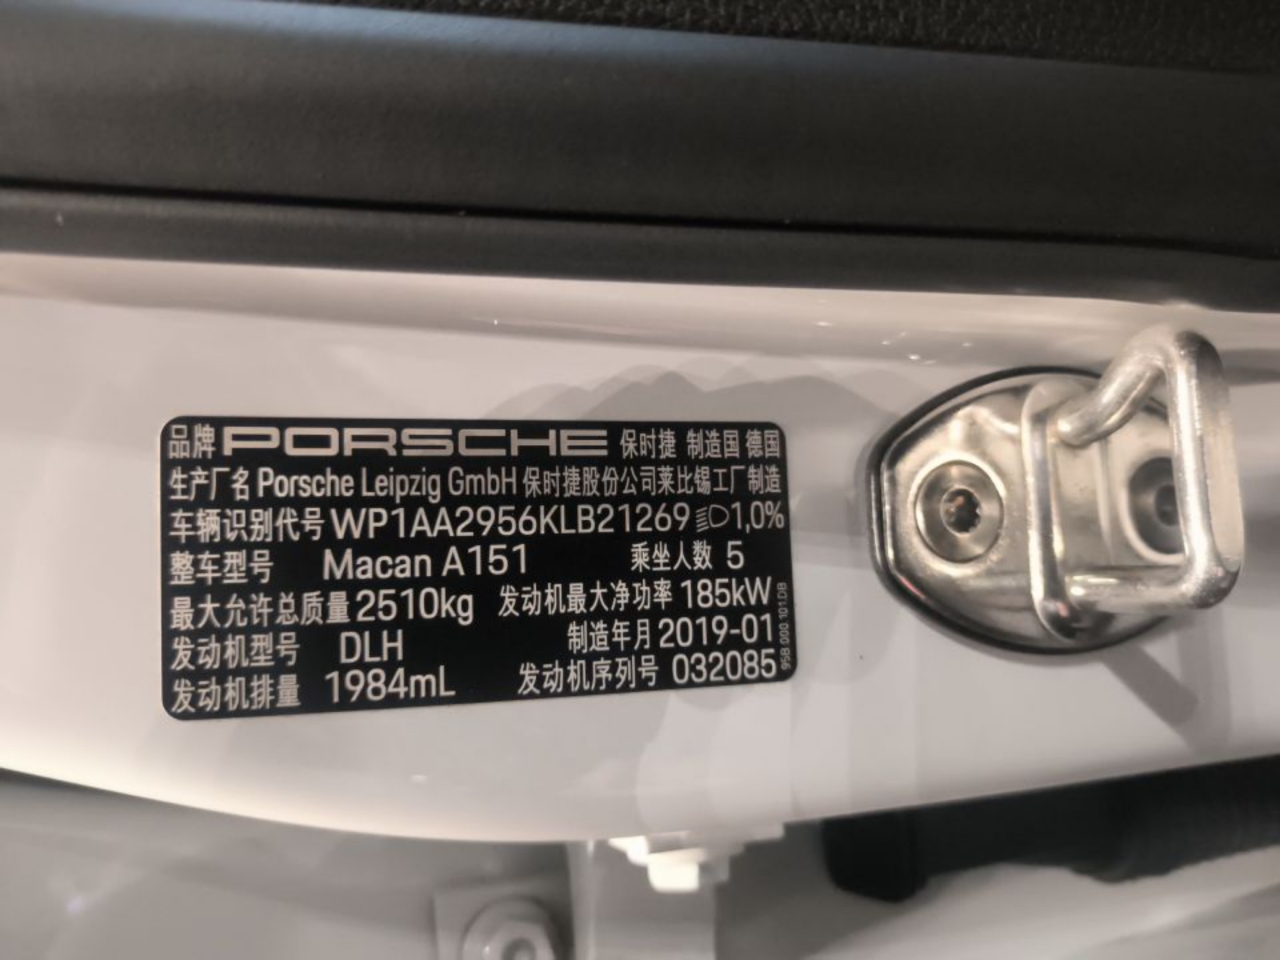 品牌 PORSCHE 保时捷 制造国 德国
生产厂名 Porsche Leipzig GmbH 保时捷股份公司莱比锡工厂制造
车辆识别代号 WP1AA2956KLB21269 1,0%
整车型号 Macan A151 乘坐人数 5
最大允许总质量 2510kg 发动机最大净功率 185kW
发动机型号 DLH 制造年月 2019-01
发动机排量 1984mL 发动机序列号 032085
95B.000.101.DB